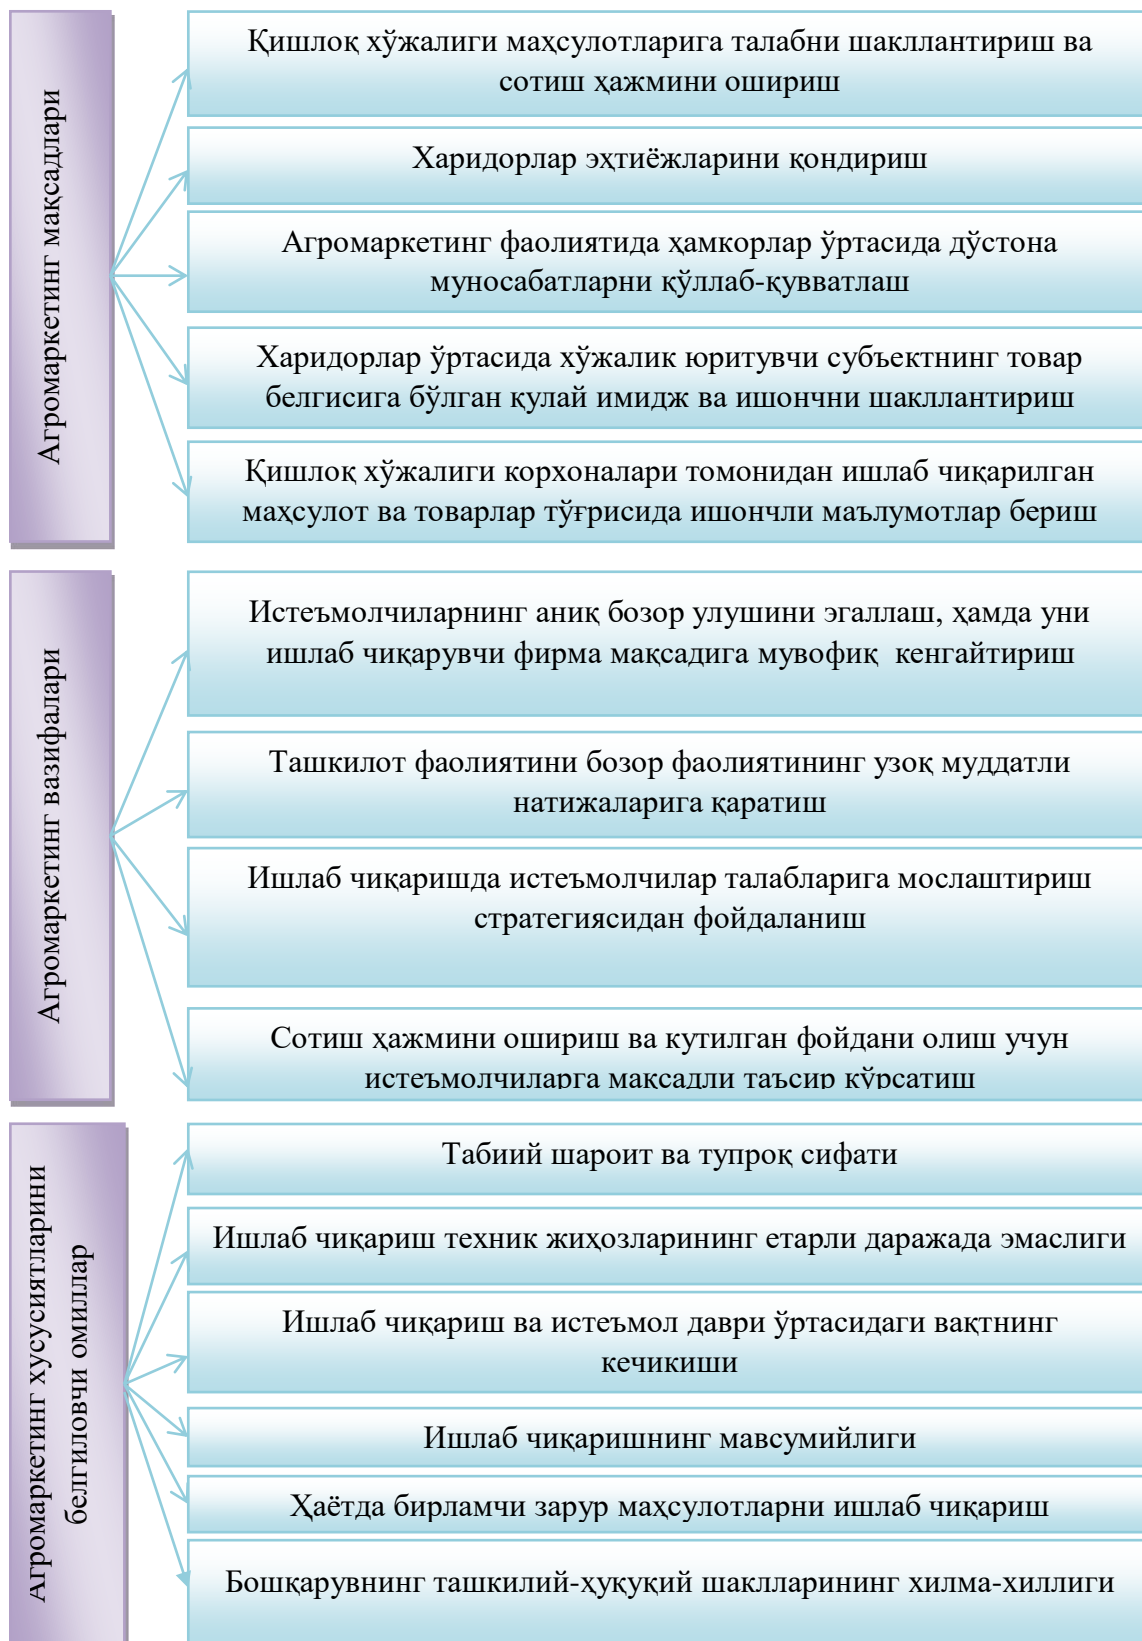 Агромаркетинг мақсадлари
Қишлоқ хўжалиги маҳсулотларига талабни шакллантириш ва
сотиш ҳажмини ошириш
Харидорлар эҳтиёжларини қондириш
Агромаркетинг фаолиятида ҳамкорлар ўртасида дўстона
муносабатларни қўллаб-қувватлаш
Харидорлар ўртасида хўжалик юритувчи субъектнинг товар
белгисига бўлган қулай имидж ва ишончни шакллантириш
Қишлоқ хўжалиги корхоналари томонидан ишлаб чиқарилган
маҳсулот ва товарлар тўғрисида ишончли маълумотлар бериш
Агромаркетинг вазифалари
Истеъмолчиларнинг аниқ бозор улушини эгаллаш, ҳамда уни
ишлаб чиқарувчи фирма мақсадига мувофиқ кенгайтириш
Ташкилот фаолиятини бозор фаолиятининг узоқ муддатли
натижаларига қаратиш
Ишлаб чиқаришда истеъмолчилар талабларига мослаштириш
стратегиясидан фойдаланиш
Сотиш ҳажмини ошириш ва кутилган фойдани олиш учун
истеъмолчиларга мақсадли таъсир кўрсатиш
Агромаркетинг хусусиятларини
белгиловчи омиллар
Табиий шароит ва тупроқ сифати
Ишлаб чиқариш техник жиҳозларининг етарли даражада эмаслиги
Ишлаб чиқариш ва истеъмол даври ўртасидаги вақтнинг
кечикиши
Ишлаб чиқаришнинг мавсумийлиги
Ҳаётда бирламчи зарур маҳсулотларни ишлаб чиқариш
Бошқарувнинг ташкилий-ҳуқуқий шаклларининг хилма-хиллиги